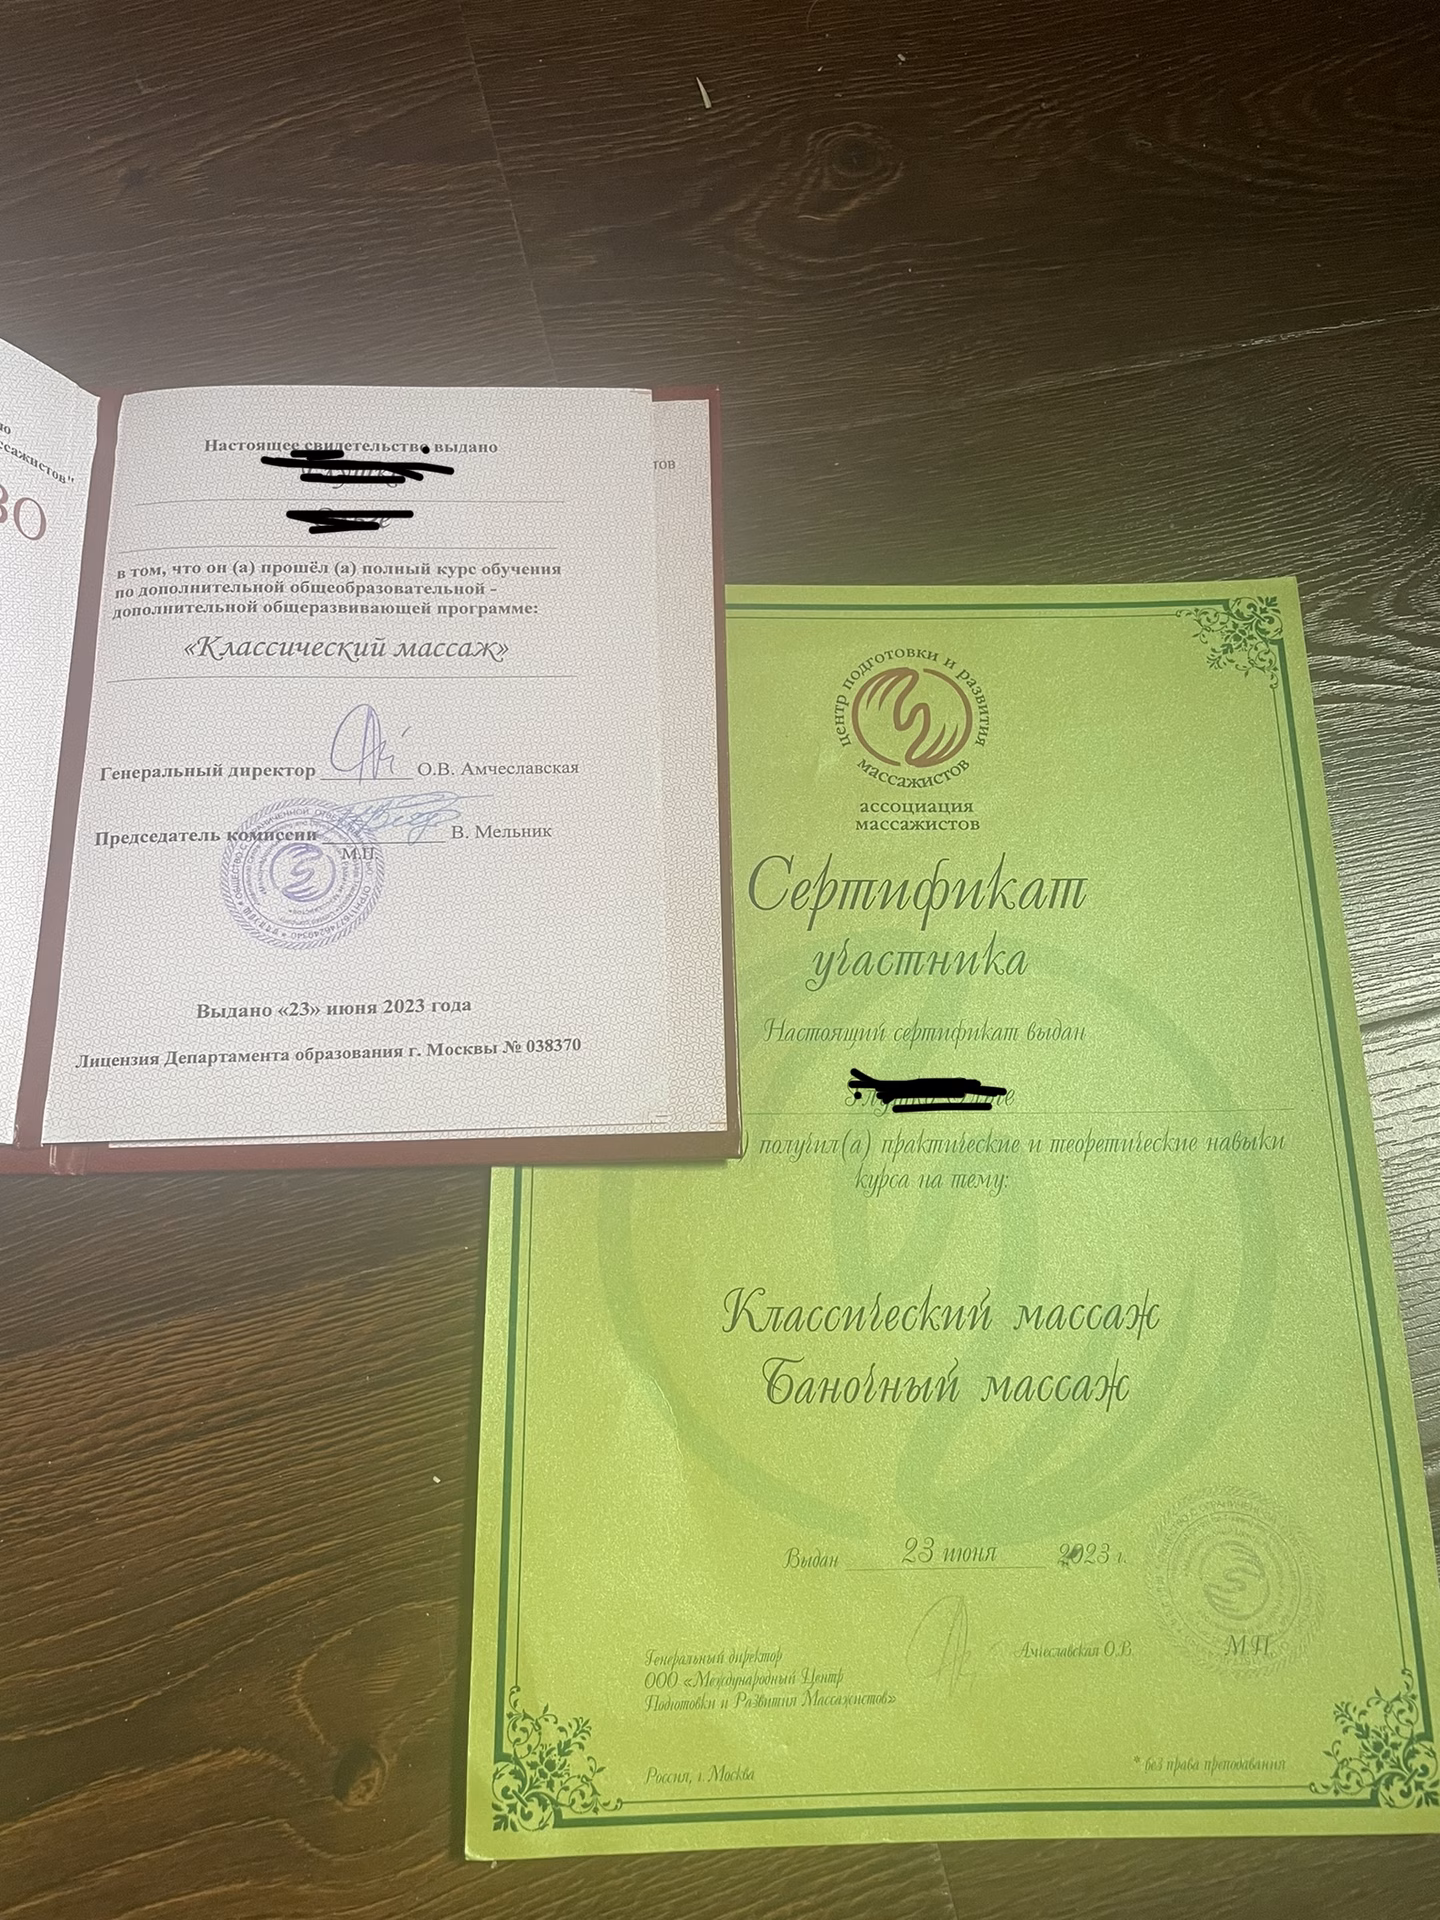 ю
ссажистов"
ВО
Настоящее свидетельство выдано
в том, что он (а) прошёл (а) полный курс обучения
по дополнительной общеобразовательной -
дополнительной общеразвивающей программе:
«Классический массаж»
Генеральный директор О.В. Амчеславская
Председатель комиссии В. Мельник
М.П.
Выдано «23» июня 2023 года
Лицензия Департамента образования г. Москвы № 038370
тов
центр подготовки и развития
массажистов
ассоциация
массажистов
Сертификат
участника
Настоящий сертификат выдан
) получил(а) практические и теоретические навыки
курса на тему:
Классический массаж
Баночный массаж
Выдан 23 июня 2023 г.
Генеральный директор
ООО «Международный Центр
Подготовки и Развития Массажистов»
Амчеславская О.В.
М.П.
Россия, г. Москва
* без права преподавания